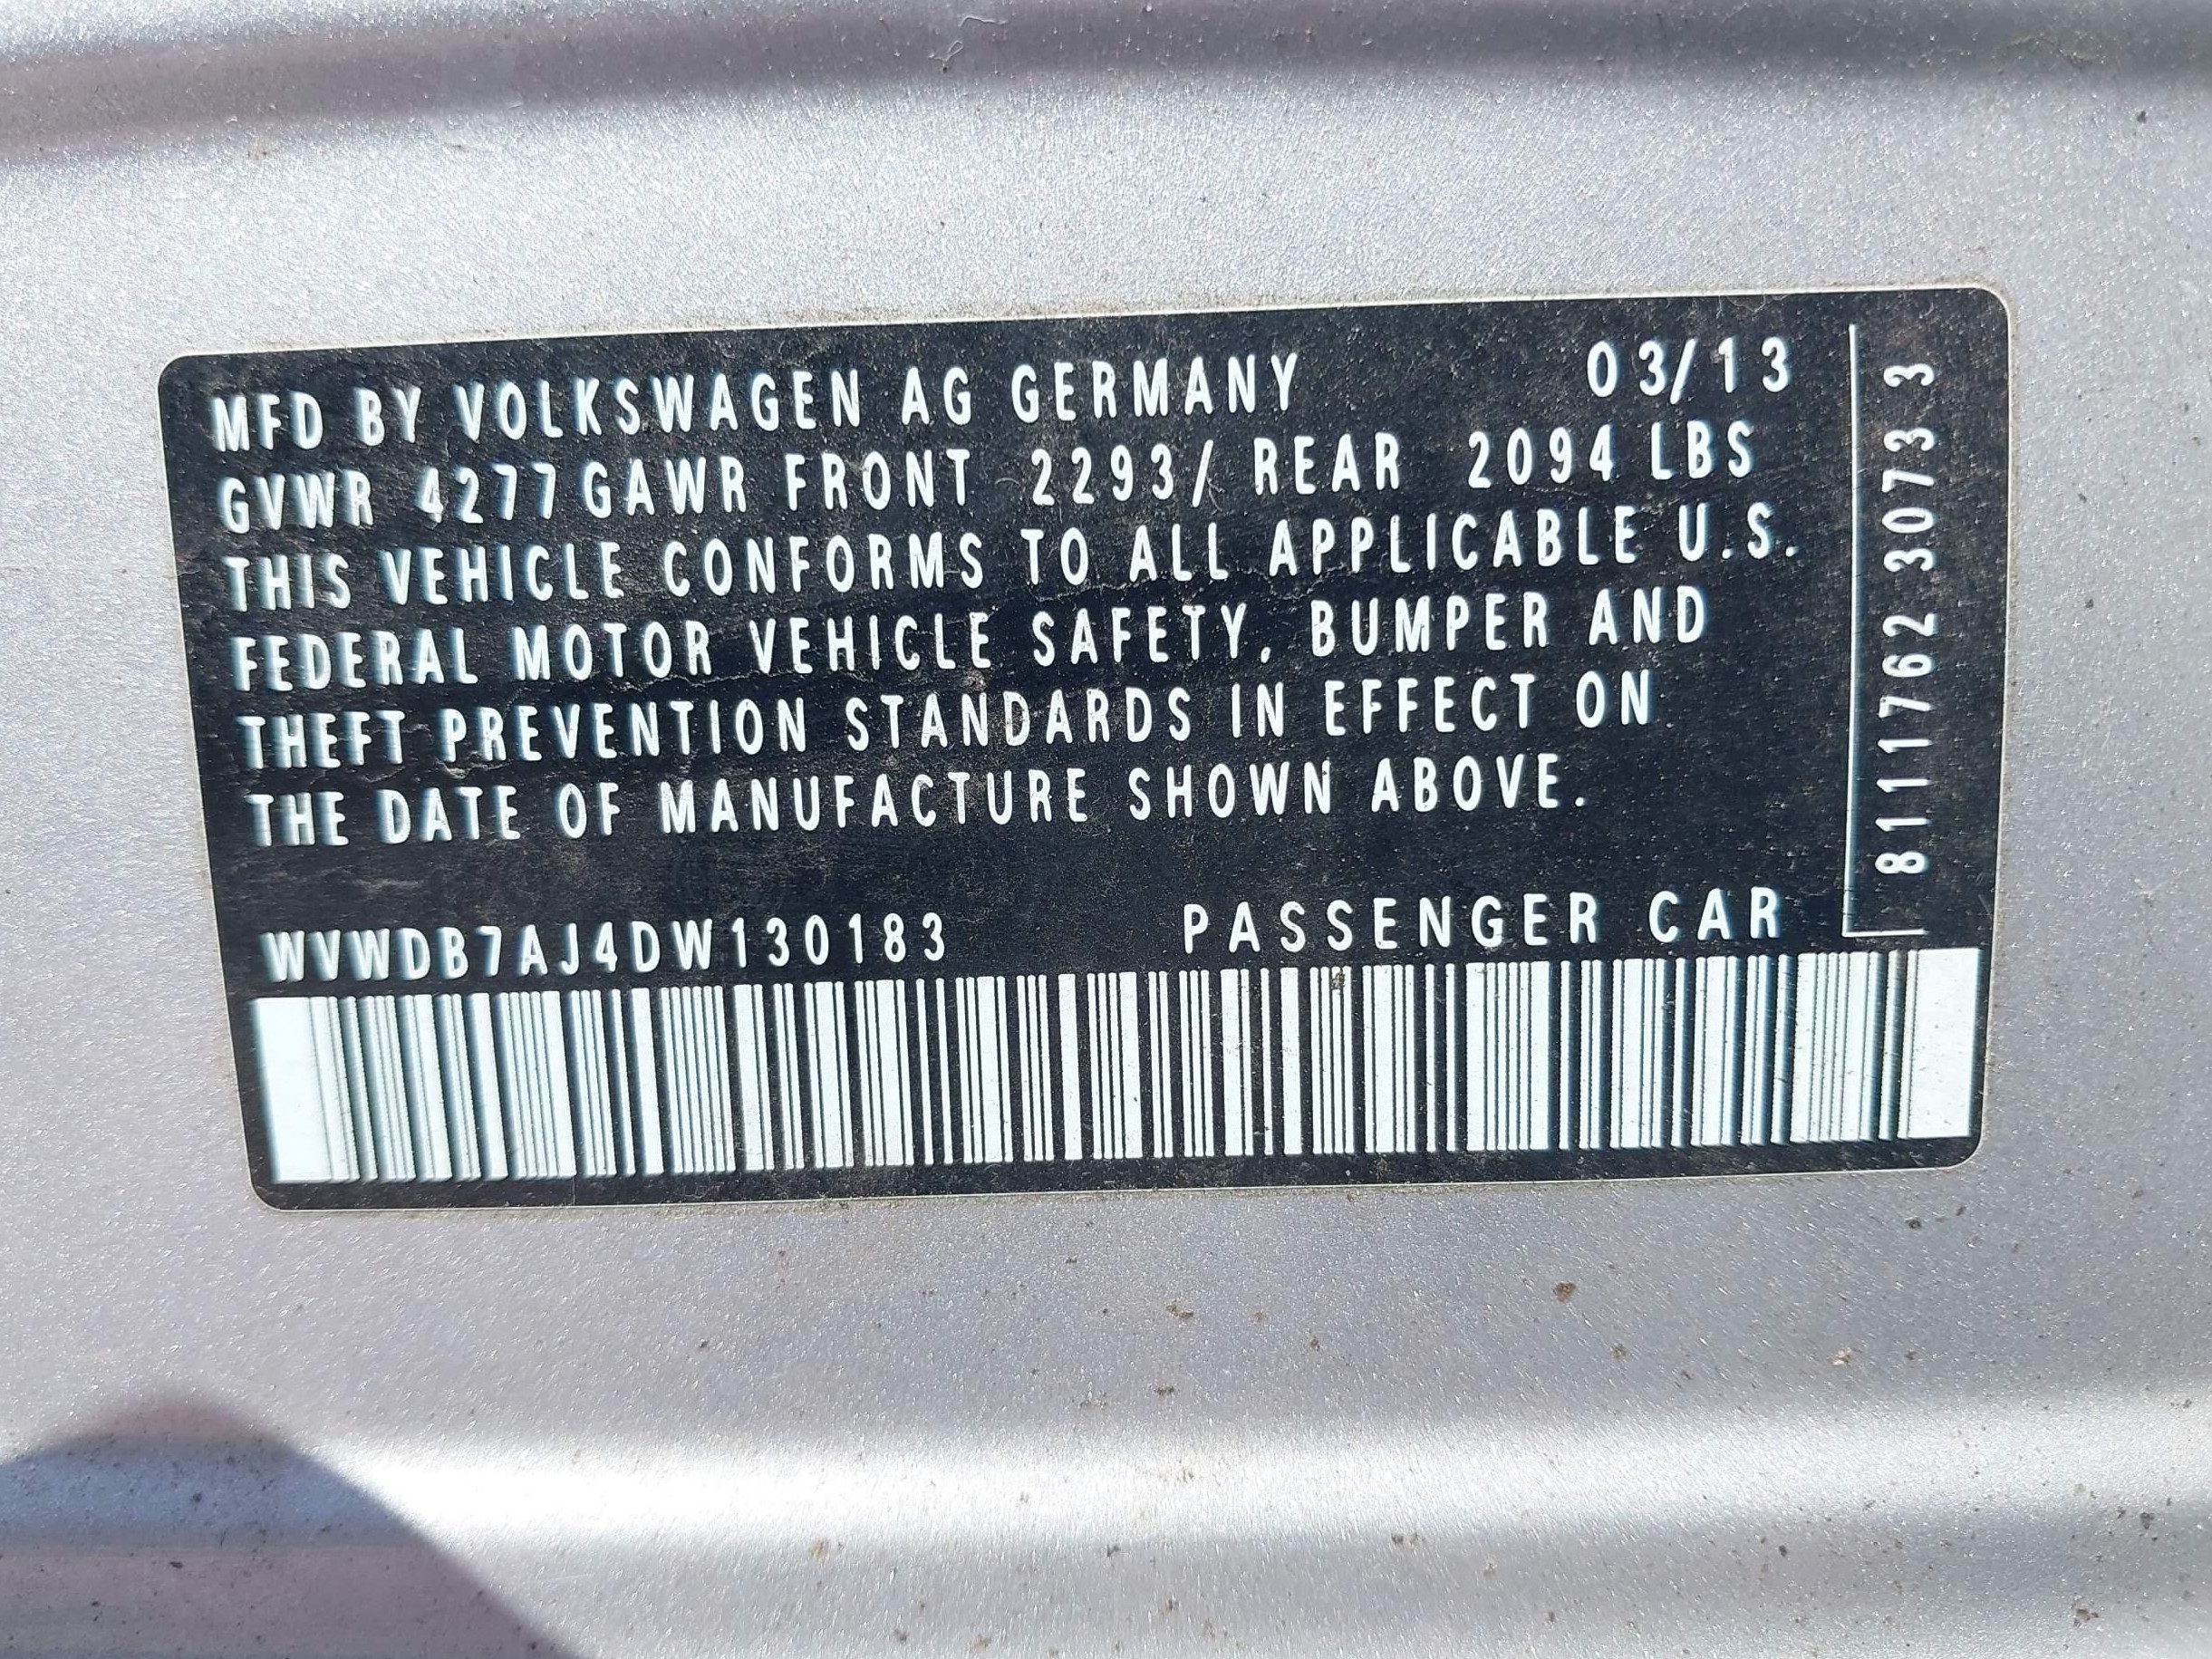 MFD BY VOLKSWAGEN AG GERMANY 03/13
GVWR 4277 GAWR FRONT 2293/ REAR 2094 LBS
THIS VEHICLE CONFORMS TO ALL APPLICABLE U.S.
FEDERAL MOTOR VEHICLE SAFETY, BUMPER AND
THEFT PREVENTION STANDARDS IN EFFECT ON
THE DATE OF MANUFACTURE SHOWN ABOVE.
WVWDB7AJ4DW130183 PASSENGER CAR
8111762 3073 3